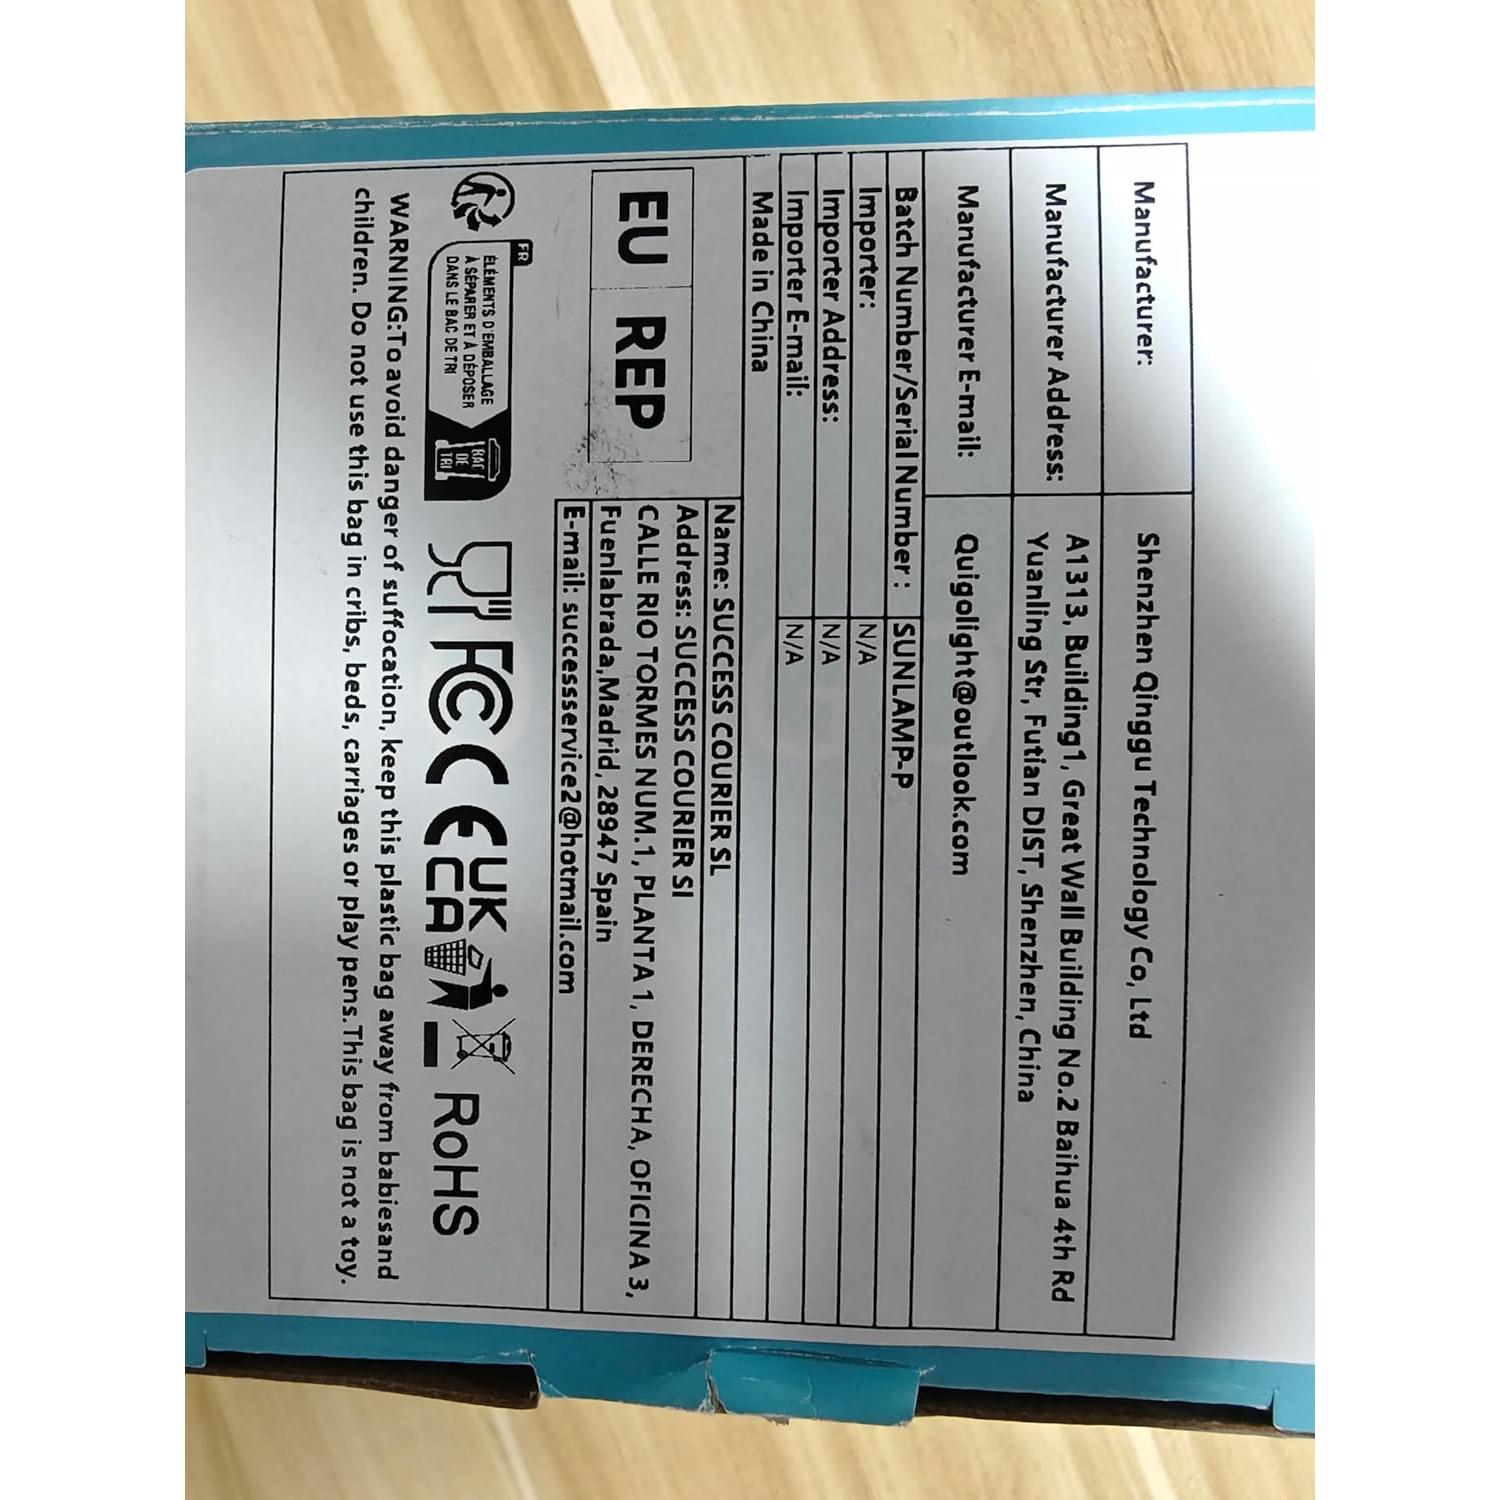 Manufacturer: Shenzhen Qinggu Technology Co, Ltd
Manufacturer Address: A1313, Building1, Great Wall Building No.2 Baihua 4th Rd
Yuanling Str, Futian DIST, Shenzhen, China
Manufacturer E-mail: Quigolight@outlook.com
Batch Number/Serial Number : SUNLAMP-P
Importer: N/A
Importer Address: N/A
Importer E-mail: N/A
Made in China
EU REP
Name: SUCCESS COURIER SL
Address: SUCCESS COURIER SI
CALLE RIO TORMES NUM.1, PLANTA 1, DERECHA, OFICINA 3,
Fuenlabrada,Madrid, 28947 Spain
E-mail: successservice2@hotmail.com
FR
ÉLÉMENTS D'EMBALLAGE
À SÉPARER ET À DÉPOSER
DANS LE BAC DE TRI
BAC
DE
TRI
FC CE UK
CA
RoHS
WARNING:To avoid danger of suffocation, keep this plastic bag away from babiesand
children. Do not use this bag in cribs, beds, carriages or play pens.This bag is not a toy.